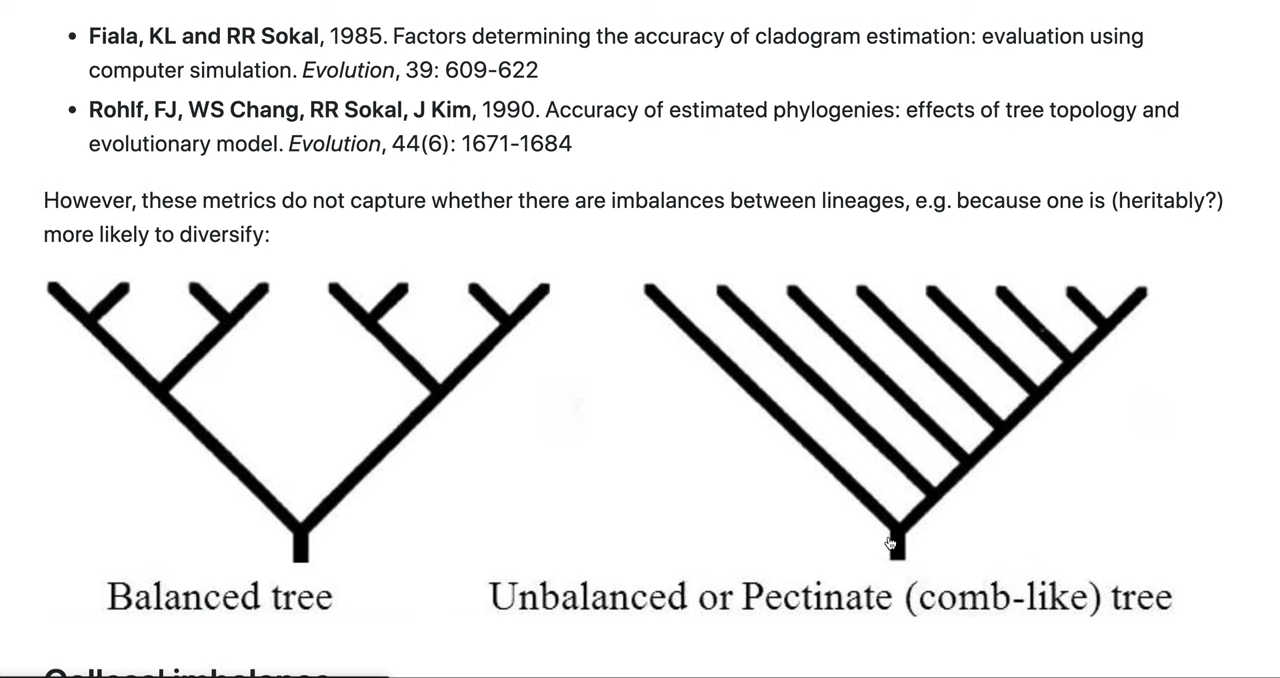 • Fiala, KL and RR Sokal, 1985. Factors determining the accuracy of cladogram estimation: evaluation using
computer simulation. Evolution, 39: 609-622
• Rohlf, FJ, WS Chang, RR Sokal, J Kim, 1990. Accuracy of estimated phylogenies: effects of tree topology and
evolutionary model. Evolution, 44(6): 1671-1684
However, these metrics do not capture whether there are imbalances between lineages, e.g. because one is (heritably?)
more likely to diversify:
Balanced tree
Unbalanced or Pectinate (comb-like) tree